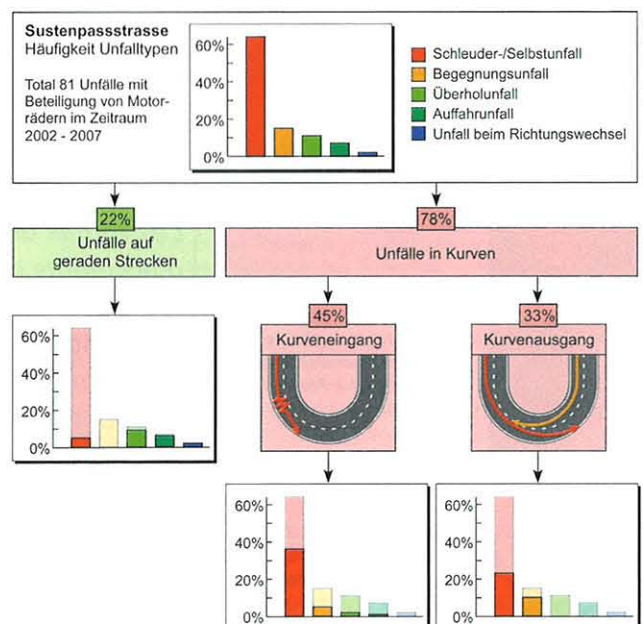 Sustenpassstrasse
Häufigkeit Unfalltypen
Total 81 Unfälle mit
Beteiligung von Motor-
rädern im Zeitraum
2002 - 2007
60%
40%
20%
0%
Schleuder-/Selbstunfall
Begegnungsunfall
Überholunfall
Auffahrunfall
Unfall beim Richtungswechsel
22%
Unfälle auf
geraden Strecken
78%
Unfälle in Kurven
60%
40%
20%
0%
45%
Kurveneingang
33%
Kurvenausgang
60%
40%
20%
0%
60%
40%
20%
0%